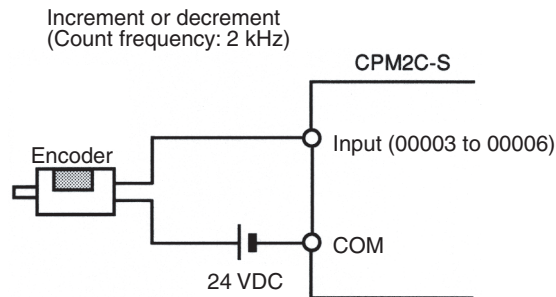 Increment or decrement
(Count frequency: 2 kHz)
CPM2C-S
Input (00003 to 00006)
Encoder
COM
24 VDC